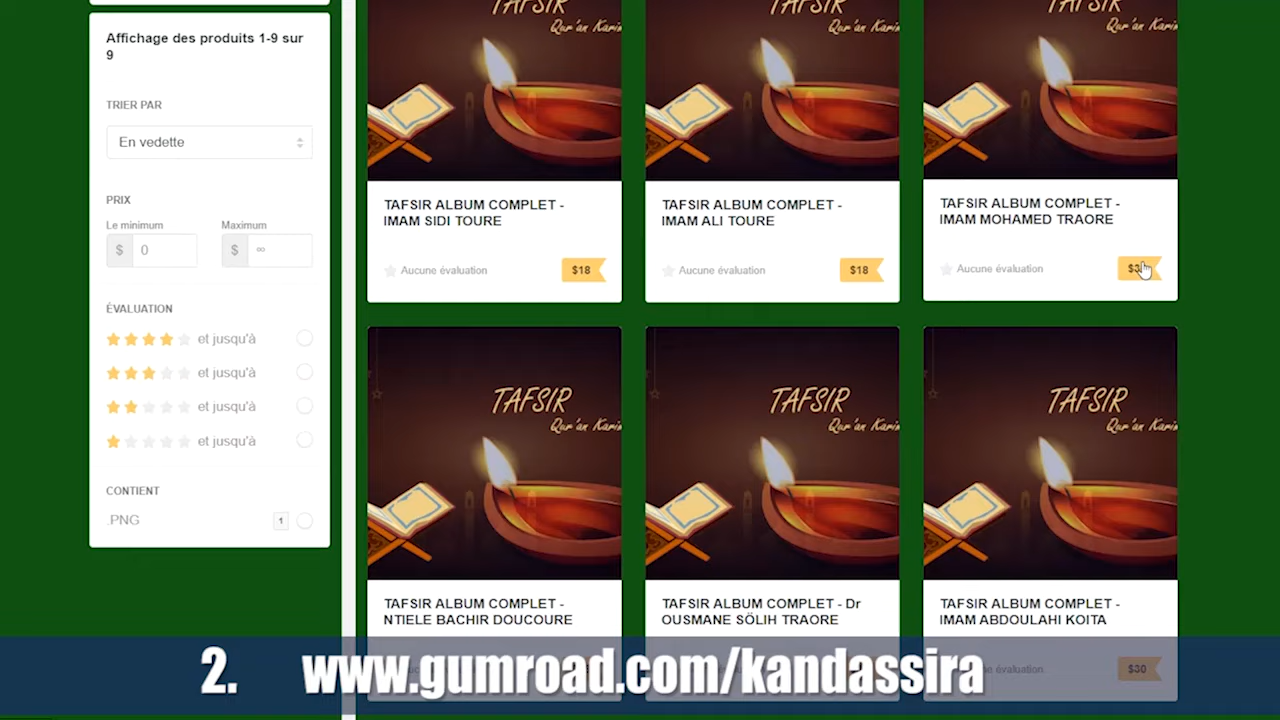 Affichage des produits 1-9 sur
9
TRIER PAR
En vedette
PRIX
Le minimum
Maximum
$ 0
$ ∞
ÉVALUATION
et jusqu'à
et jusqu'à
et jusqu'à
et jusqu'à
CONTIENT
.PNG
1
TAFSIR
Qur'an Karim
TAFSIR ALBUM COMPLET -
IMAM SIDI TOURE
Aucune évaluation
$18
TAFSIR
Qur'an Karim
TAFSIR ALBUM COMPLET -
IMAM ALI TOURE
Aucune évaluation
$18
TAFSIR
Qur'an Karim
TAFSIR ALBUM COMPLET -
IMAM MOHAMED TRAORE
Aucune évaluation
TAFSIR
Qur'an Karim
TAFSIR ALBUM COMPLET -
NTIELE BACHIR DOUCOURE
TAFSIR
Qur'an Karim
TAFSIR ALBUM COMPLET - Dr
OUSMANE SÖLIH TRAORE
TAFSIR
Qur'an Karim
TAFSIR ALBUM COMPLET -
IMAM ABDOULAHI KOITA
évaluation
$30
2. www.gumroad.com/kandassira